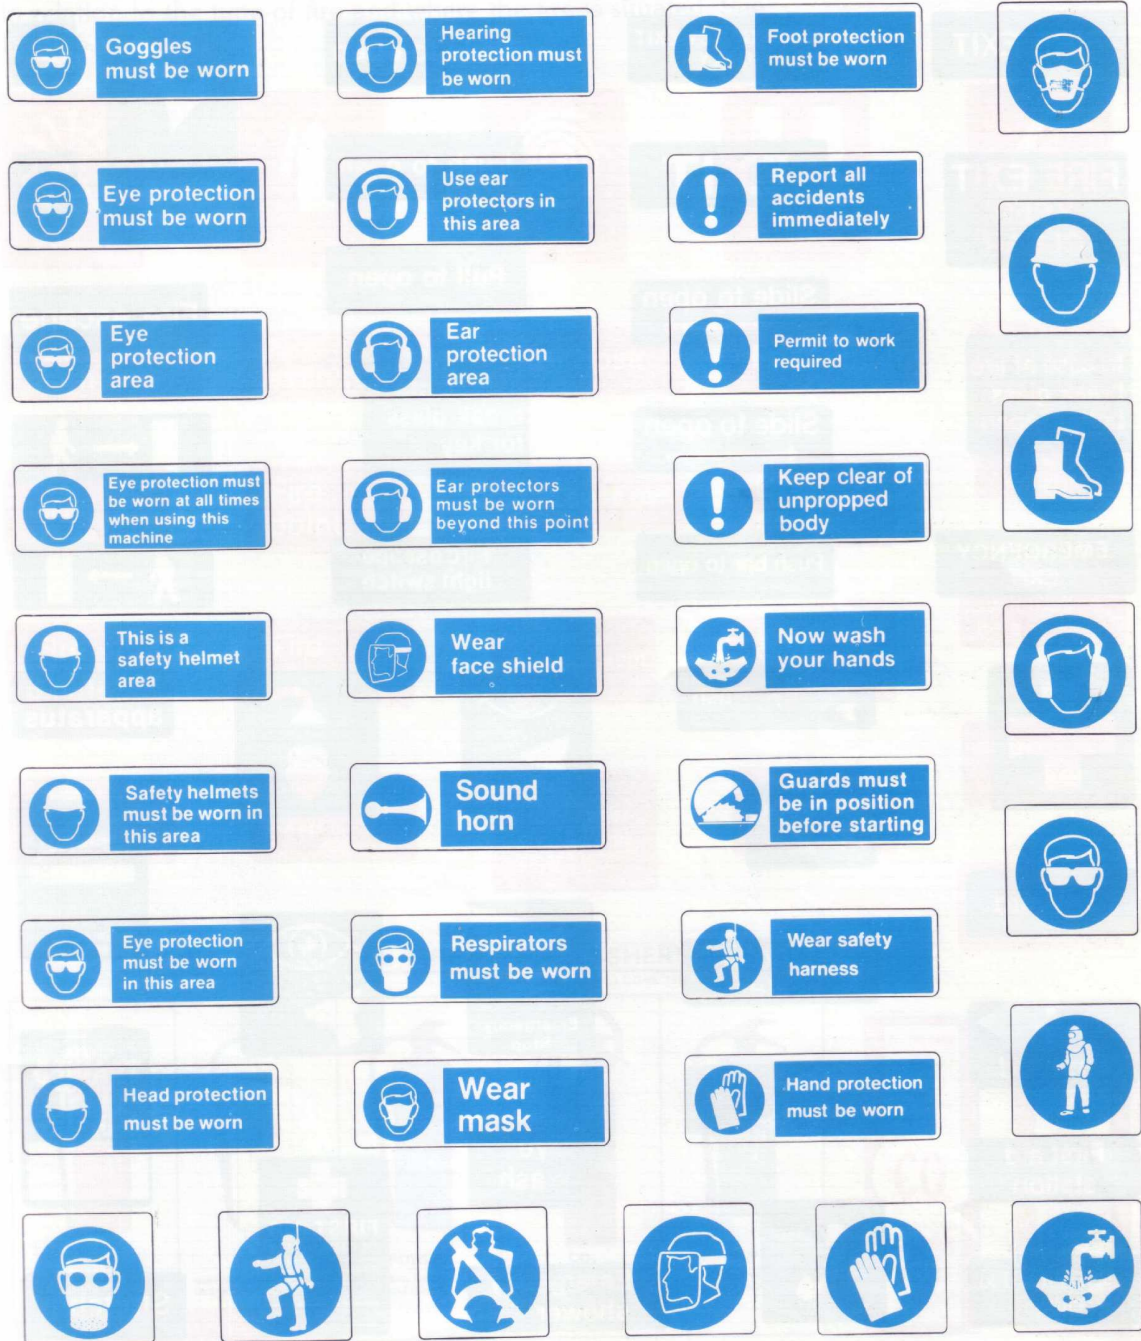 Goggles
must be worn
Hearing
protection must
be worn
Foot protection
must be worn
Eye protection
must be worn
Use ear
protectors in
this area
Report all
accidents
immediately
Eye
protection
area
Ear
protection
area
Permit to work
required
Eye protection must
be worn at all times
when using this
machine
Ear protectors
must be worn
beyond this point
Keep clear of
unpropped
body
This is a
safety helmet
area
Wear
face shield
Now wash
your hands
Safety helmets
must be worn in
this area
Sound
horn
Guards must
be in position
before starting
Eye protection
must be worn
in this area
Respirators
must be worn
Wear safety
harness
Head protection
must be worn
Wear
mask
Hand protection
must be worn